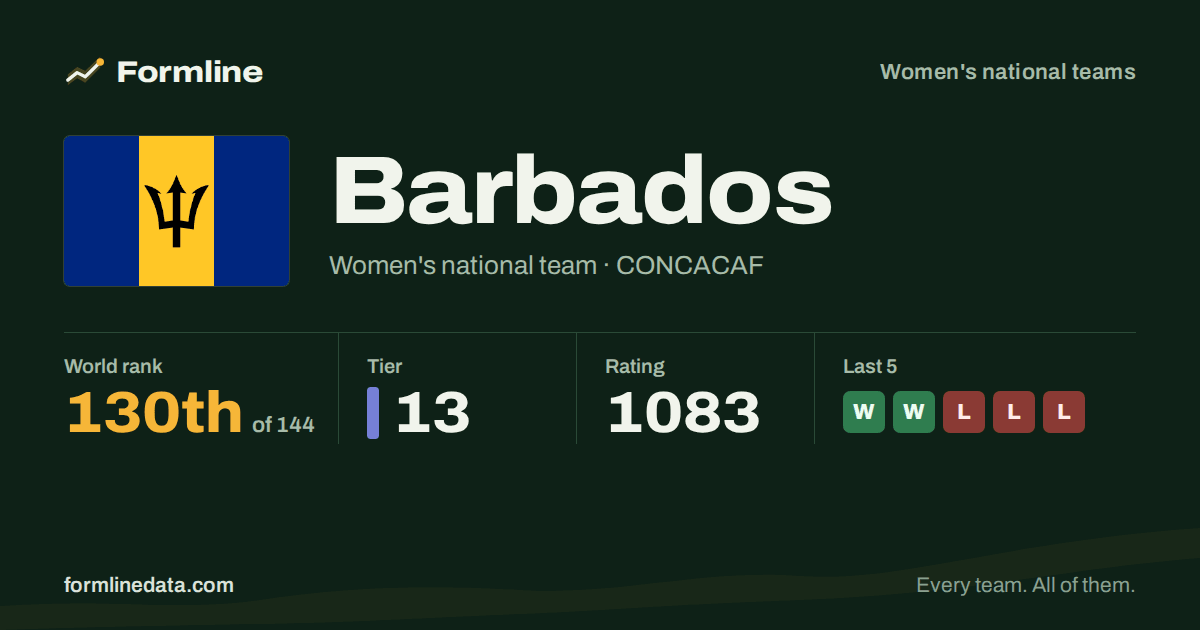 Formline
Women's national teams
Barbados
Women's national team · CONCACAF
World rank
130th of 144
Tier
13
Rating
1083
Last 5
W W L L L
formlinedata.com
Every team. All of them.